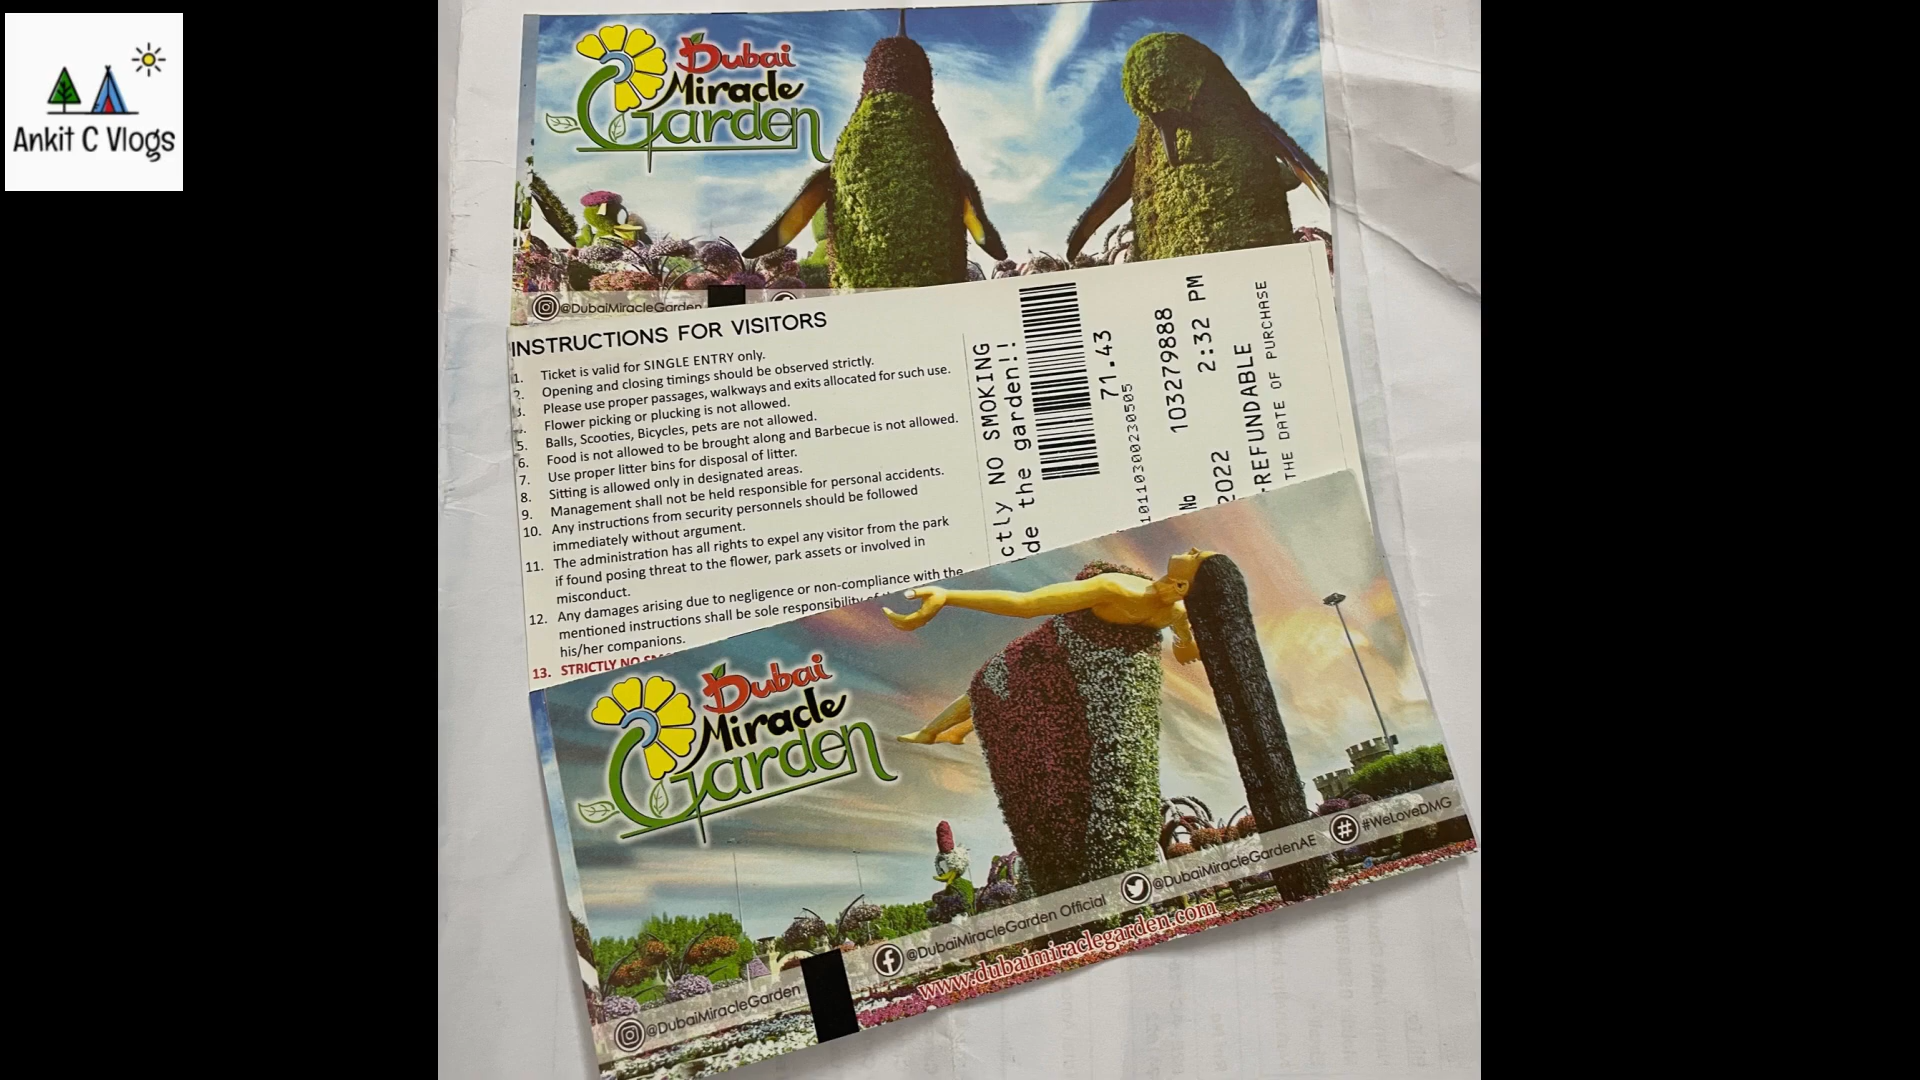 Ankit C Vlogs
Dubai
Miracle
Garden
@DubaiMiracleGarden
INSTRUCTIONS FOR VISITORS
1. Ticket is valid for SINGLE ENTRY only.
2. Opening and closing timings should be observed strictly.
3. Please use proper passages, walkways and exits allocated for such use.
Flower picking or plucking is not allowed.
5. Balls, Scooties, Bicycles, pets are not allowed.
6. Food is not allowed to be brought along and Barbecue is not allowed.
7. Use proper litter bins for disposal of litter.
8. Sitting is allowed only in designated areas.
9. Management shall not be held responsible for personal accidents.
10. Any instructions from security personnels should be followed
immediately without argument.
11. The administration has all rights to expel any visitor from the park
if found posing threat to the flower, park assets or involved in
misconduct.
12. Any damages arising due to negligence or non-compliance with the
mentioned instructions shall be sole responsibility
his/her companions.
13. STRICTLY NO
ctly NO SMOKING
de the garden!!
71.43
1011030023050­5
No 103279888
2022 2:32 PM
-REFUNDABLE
THE DATE OF PURCHASE
Dubai
Miracle
Garden
@DubaiMiracleGarden
@DubaiMiracleGarden Official
@DubaiMiracleGardenAE
#WeLoveDMG
www.dubaimiraclegarden.com